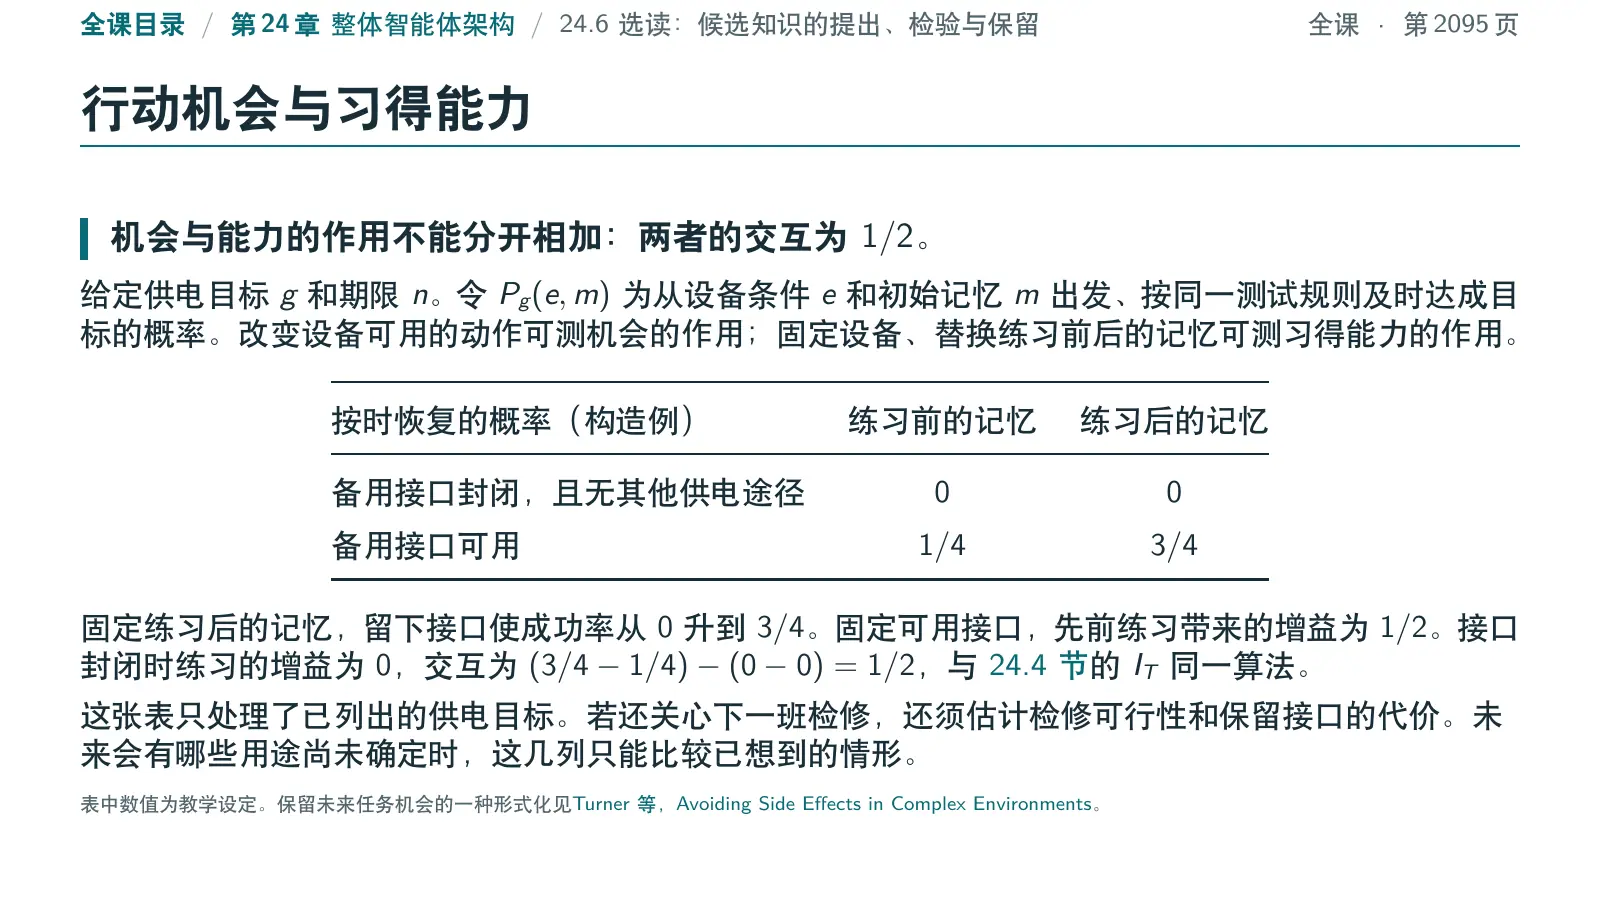 全课目录 / 第 24 章 整体智能体架构 / 24.6 选读：候选知识的提出、检验与保留 全课 · 第 2095 页
行动机会与习得能力
机会与能力的作用不能分开相加：两者的交互为 1/2。
给定供电目标 g 和期限 n。令 P_g(e, m) 为从设备条件 e 和初始记忆 m 出发、按同一测试规则及时达成目
标的概率。改变设备可用的动作可测机会的作用；固定设备、替换练习前后的记忆可测习得能力的作用。
按时恢复的概率（构造例） 练习前的记忆 练习后的记忆
备用接口封闭，且无其他供电途径 0 0
备用接口可用 1/4 3/4
固定练习后的记忆，留下接口使成功率从 0 升到 3/4。固定可用接口，先前练习带来的增益为 1/2。接口
封闭时练习的增益为 0，交互为 (3/4 − 1/4) − (0 − 0) = 1/2，与 24.4 节的 I_T 同一算法。
这张表只处理了已列出的供电目标。若还关心下一班检修，还须估计检修可行性和保留接口的代价。未
来会有哪些用途尚未确定时，这几列只能比较已想到的情形。
表中数值为教学设定。保留未来任务机会的一种形式化见Turner 等，Avoiding Side Effects in Complex Environments。